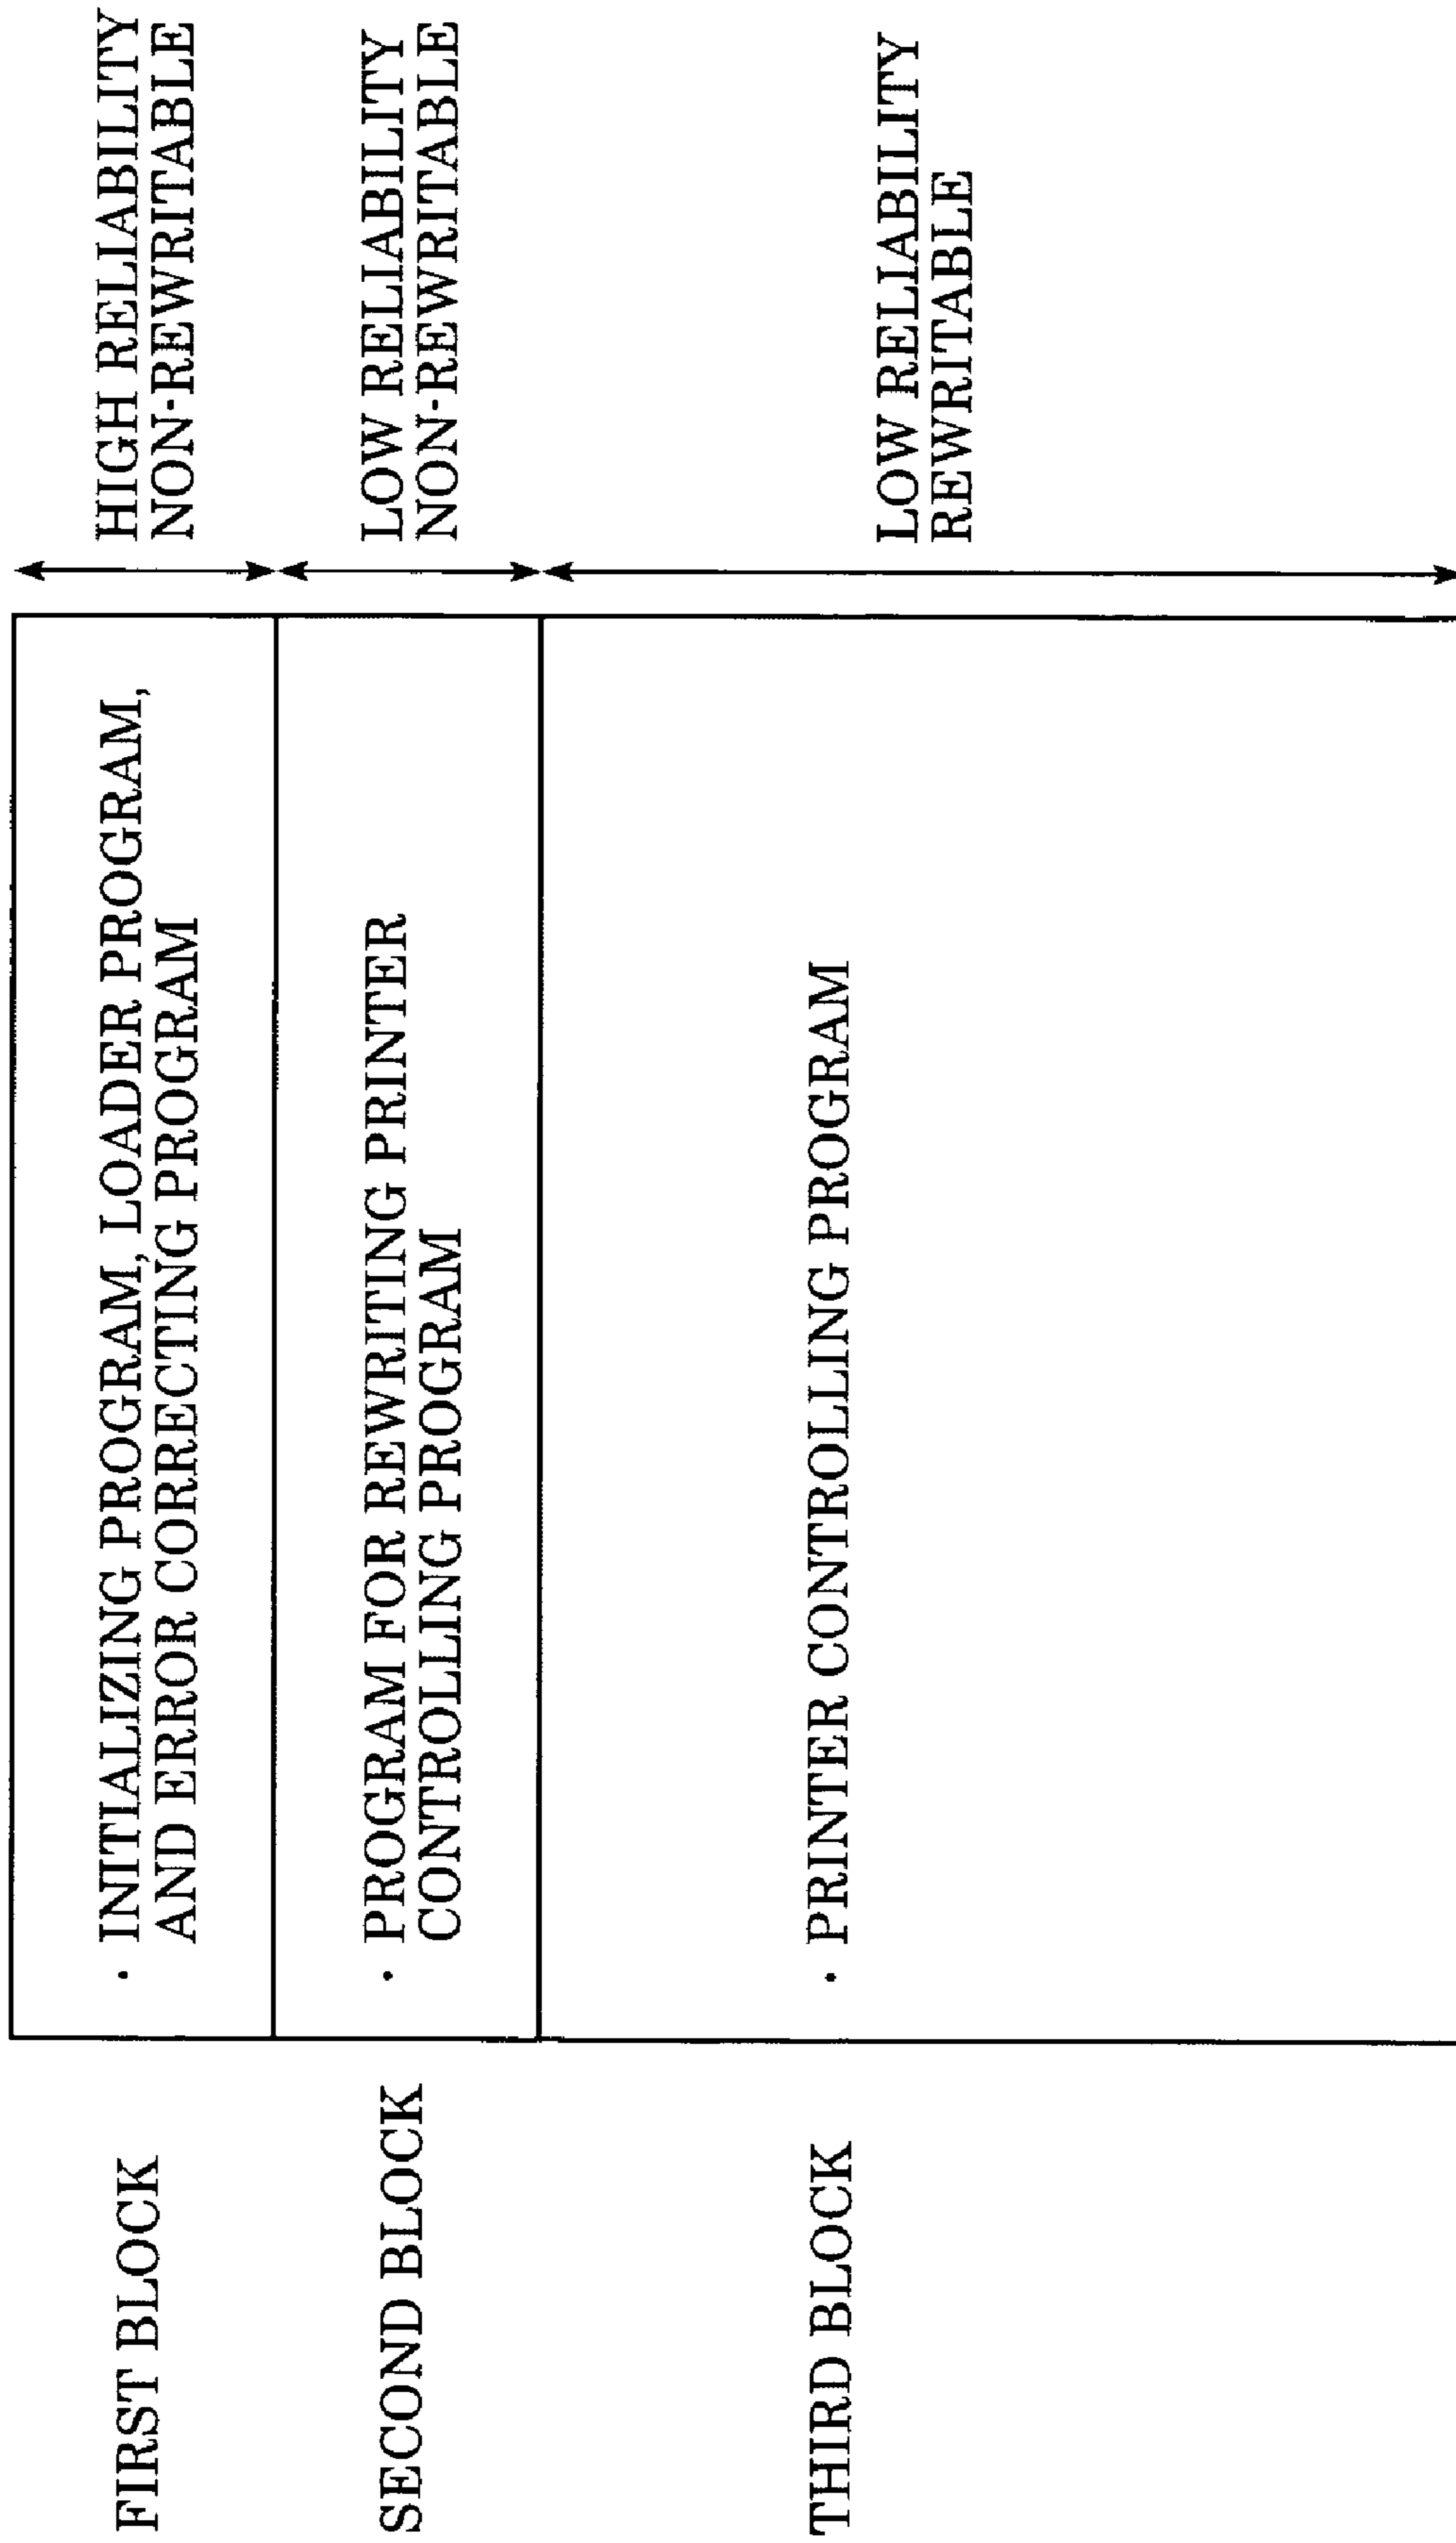 FIRST BLOCK
· INITIALIZING PROGRAM, LOADER PROGRAM,
AND ERROR CORRECTING PROGRAM
HIGH RELIABILITY
NON-REWRITABLE
SECOND BLOCK
· PROGRAM FOR REWRITING PRINTER
CONTROLLING PROGRAM
LOW RELIABILITY
NON-REWRITABLE
THIRD BLOCK
· PRINTER CONTROLLING PROGRAM
LOW RELIABILITY
REWRITABLE